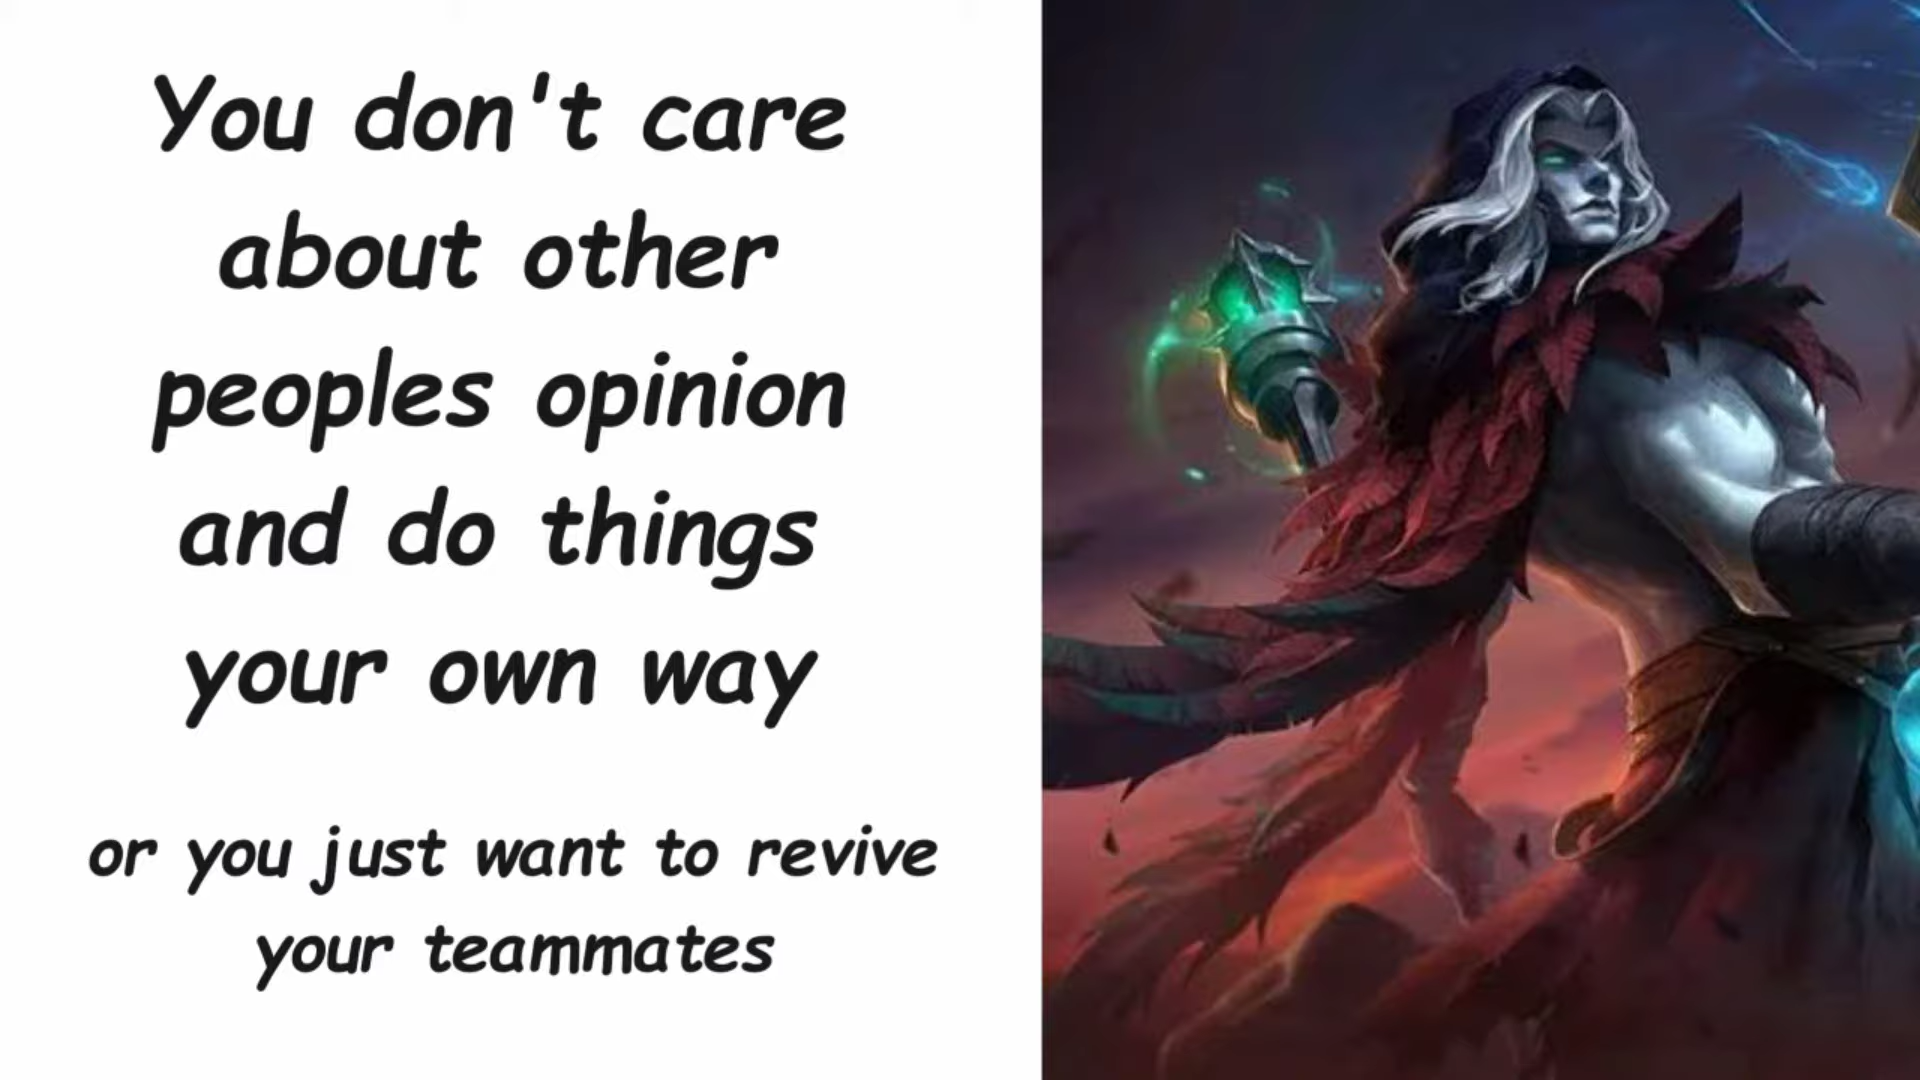 You don't care
about other
peoples opinion
and do things
your own way
or you just want to revive
your teammates